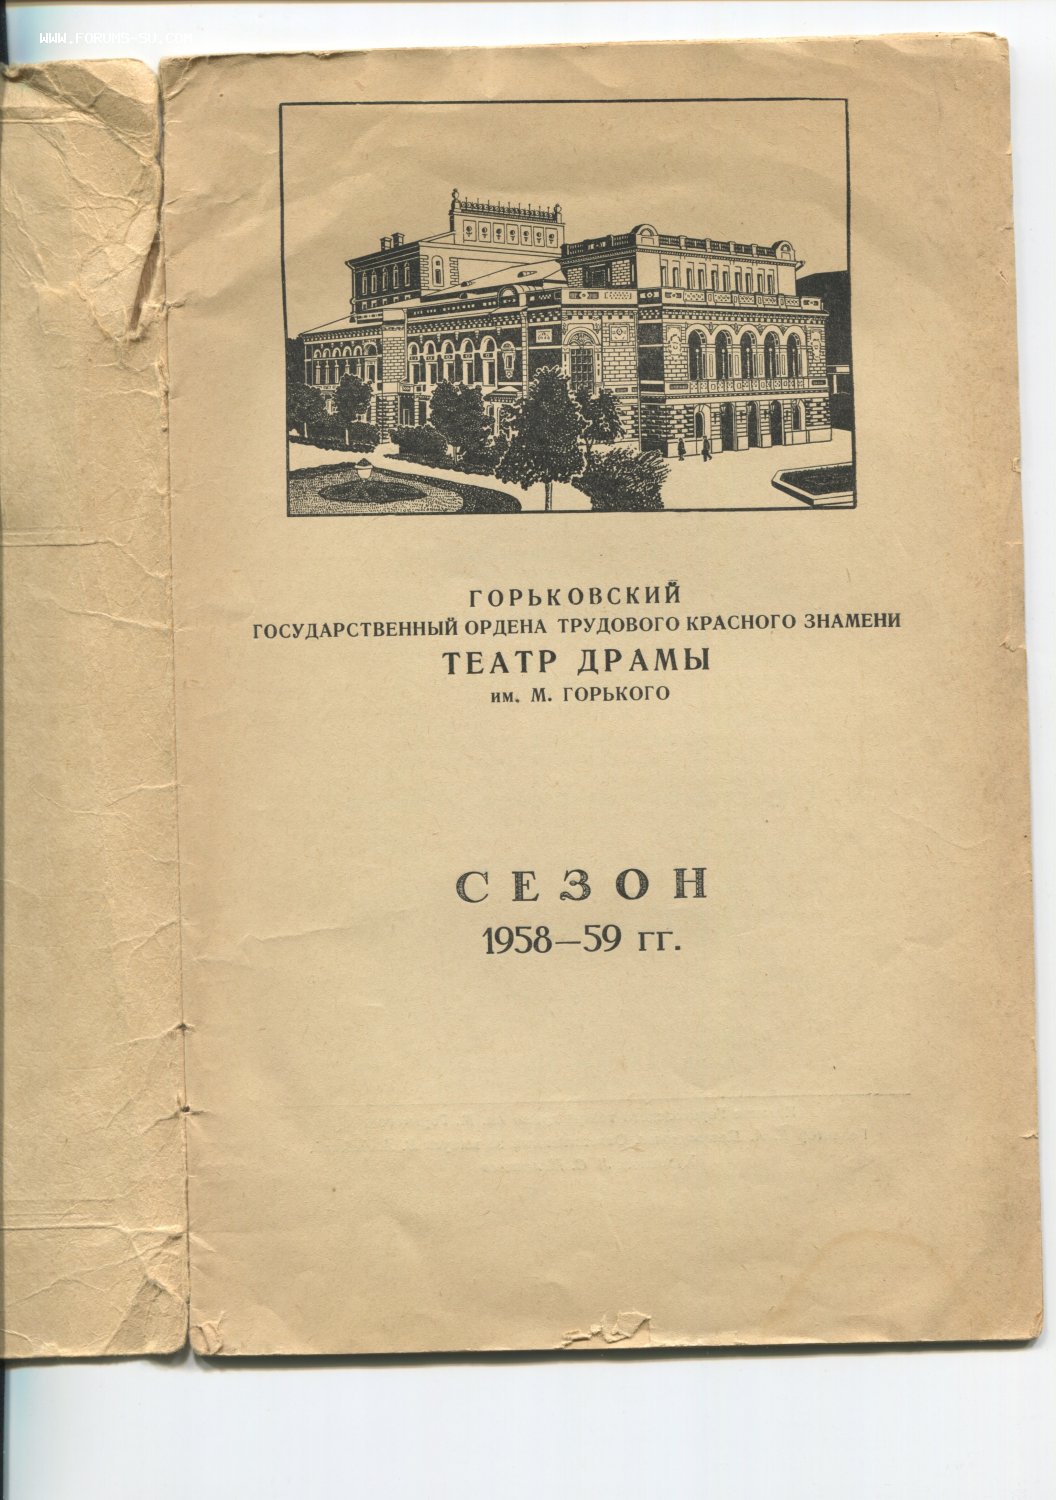 WWW.FORUMS-SU.COM
ГОРЬКОВСКИЙ
ГОСУДАРСТВЕННЫЙ ОРДЕНА ТРУДОВОГО КРАСНОГО ЗНАМЕНИ
ТЕАТР ДРАМЫ
им. М. ГОРЬКОГО
СЕЗОН
1958—59 гг.